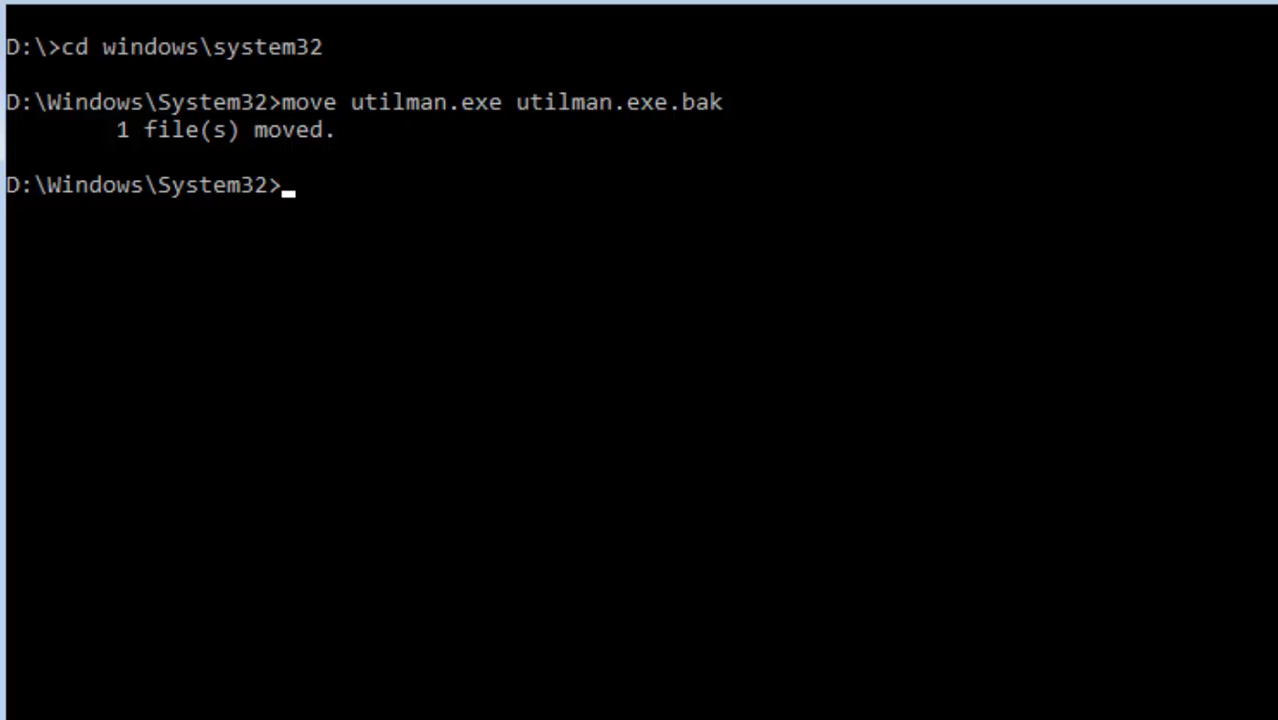 D:\>cd windows\system32
D:\Windows\System32>move utilman.exe utilman.exe.bak
        1 file(s) moved.
D:\Windows\System32>